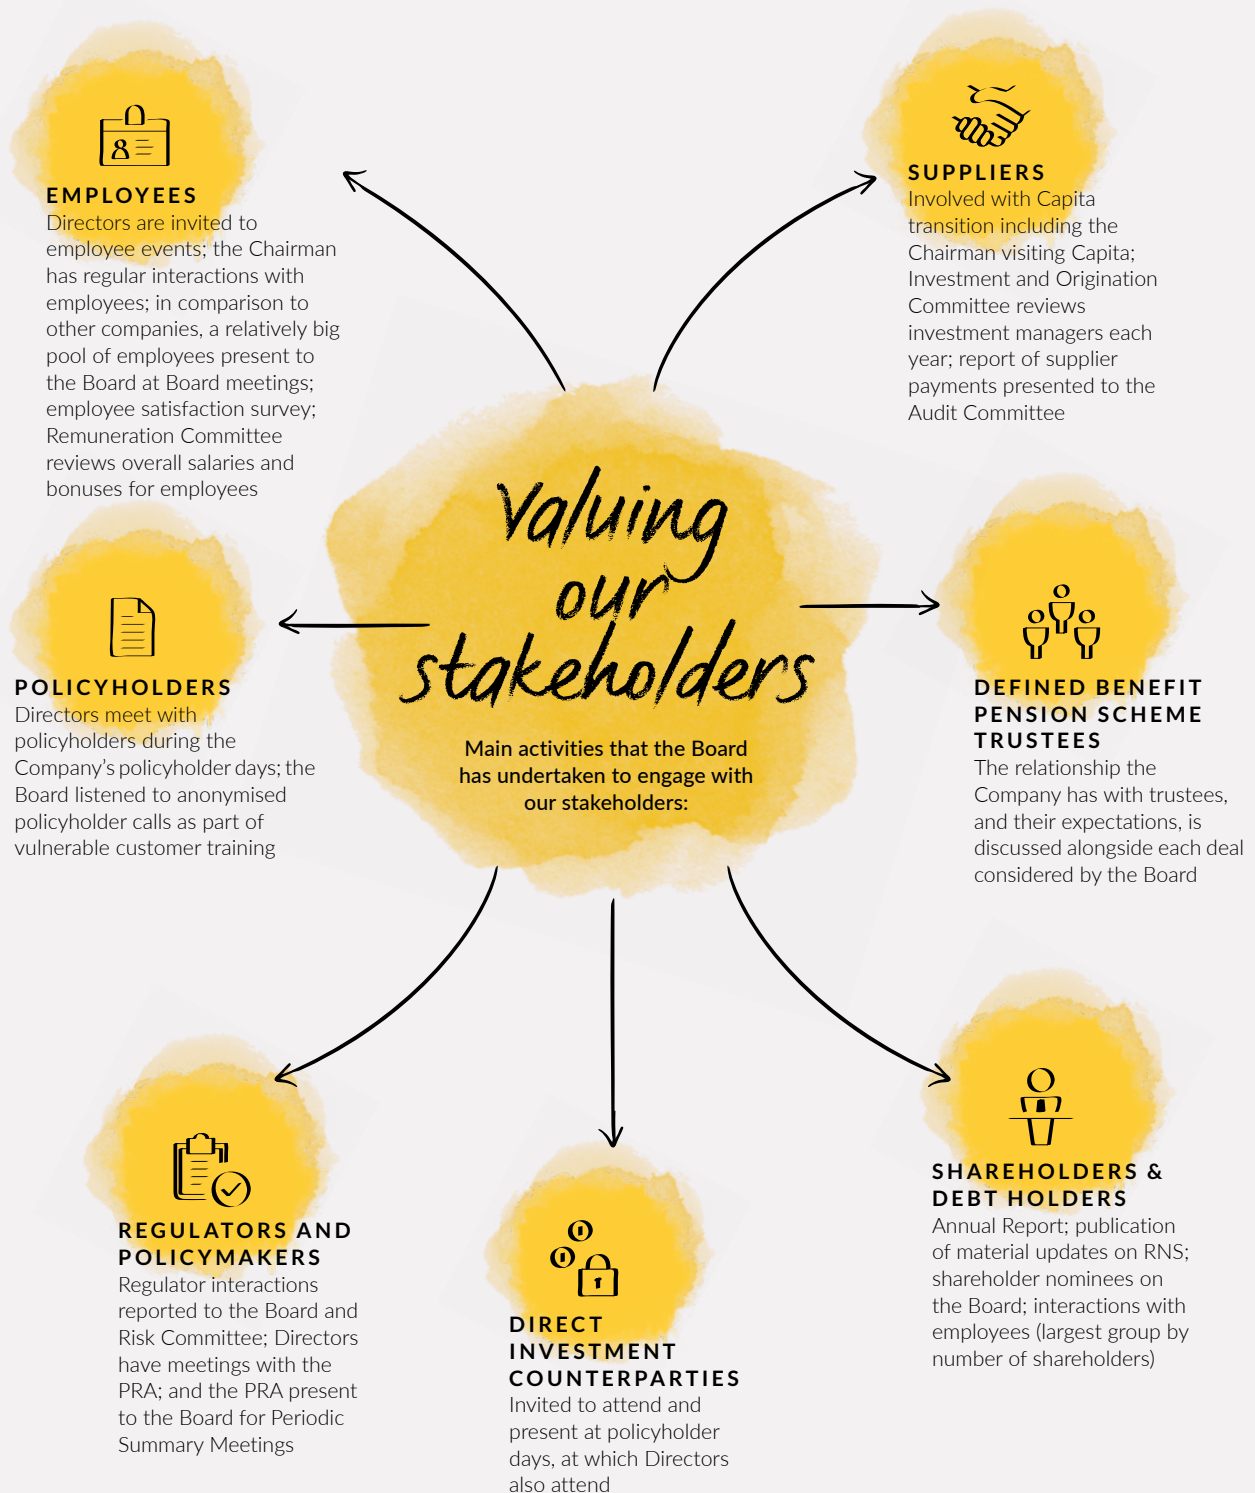 EMPLOYEES
Directors are invited to
employee events; the Chairman
has regular interactions with
employees; in comparison to
other companies, a relatively big
pool of employees present to
the Board at Board meetings;
employee satisfaction survey;
Remuneration Committee
reviews overall salaries and
bonuses for employees
SUPPLIERS
Involved with Capita
transition including the
Chairman visiting Capita;
Investment and Origination
Committee reviews
investment managers each
year; report of supplier
payments presented to the
Audit Committee
Valuing
our
stakeholders
Main activities that the Board
has undertaken to engage with
our stakeholders:
POLICYHOLDERS
Directors meet with
policyholders during the
Company's policyholder days; the
Board listened to anonymised
policyholder calls as part of
vulnerable customer training
DEFINED BENEFIT
PENSION SCHEME
TRUSTEES
The relationship the
Company has with trustees,
and their expectations, is
discussed alongside each deal
considered by the Board
REGULATORS AND
POLICYMAKERS
Regulator interactions
reported to the Board and
Risk Committee; Directors
have meetings with the
PRA; and the PRA present
to the Board for Periodic
Summary Meetings
DIRECT
INVESTMENT
COUNTERPARTIES
Invited to attend and
present at policyholder
days, at which Directors
also attend
SHAREHOLDERS &
DEBT HOLDERS
Annual Report; publication
of material updates on RNS;
shareholder nominees on
the Board; interactions with
employees (largest group by
number of shareholders)